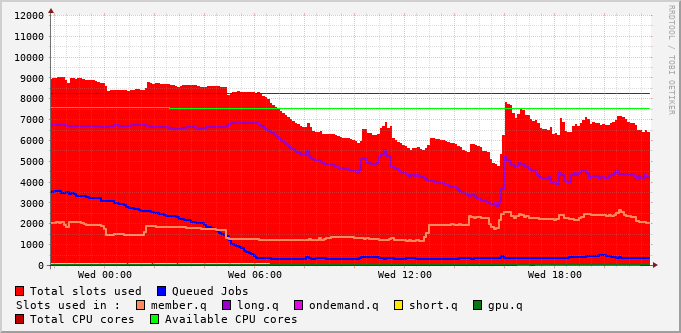 12000
11000
10000
9000
8000
7000
6000
5000
4000
3000
2000
1000
0
Wed 00:00 Wed 06:00 Wed 12:00 Wed 18:00
Total slots used Queued Jobs
Slots used in : member.q long.q ondemand.q short.q gpu.q
Total CPU cores Available CPU cores
RRDTOOL / TOBI OETIKER